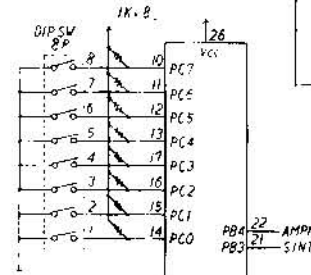 1K×8
DIP SW
8P
26
Vcc
8 10 PC7
7 11 PC6
6 12 PC5
5 13 PC4
4 17 PC3
3 16 PC2
2 15 PC1
1 14 PC0
PB4 22 AMPM
PB3 21 SINT